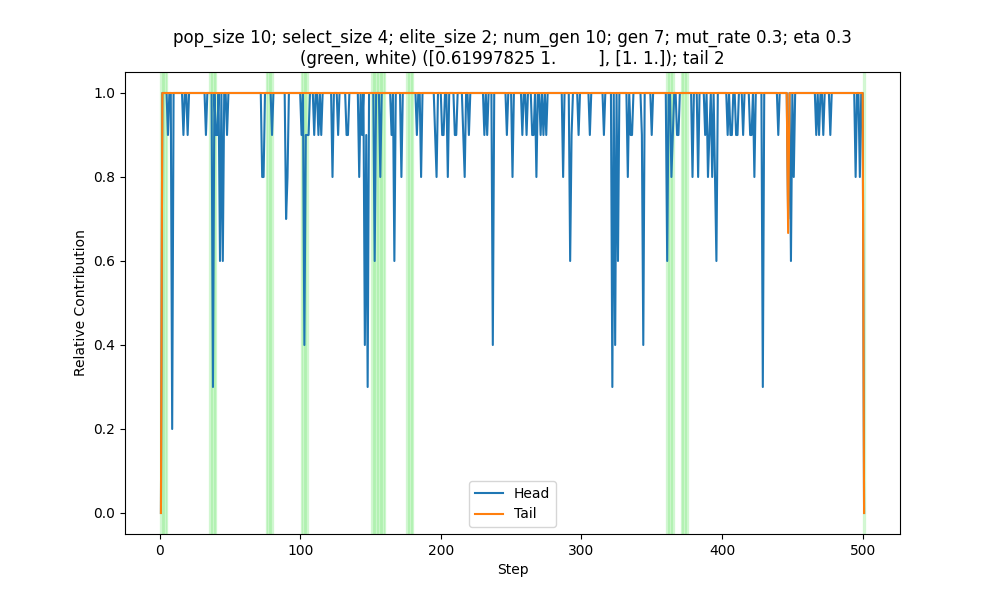 pop_size 10; select_size 4; elite_size 2; num_gen 10; gen 7; mut_rate 0.3; eta 0.3
(green, white) ([0.61997825 1.        ], [1. 1.]); tail 2
1.0
0.8
0.6
0.4
0.2
0.0
Relative Contribution
Head
Tail
0
100
200
300
400
500
Step